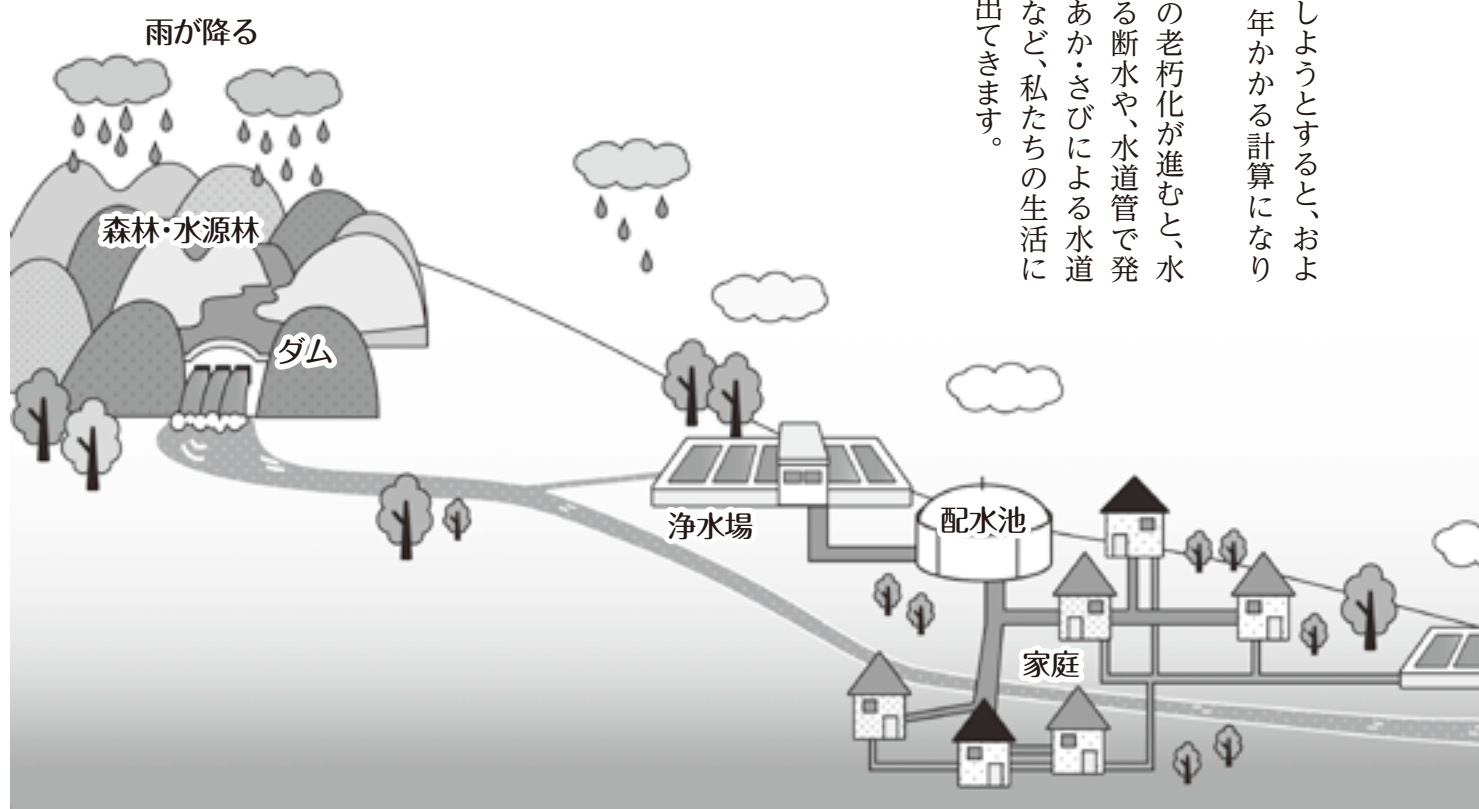 しようとすると、およ
年かかる計算になり
の老朽化が進むと、水
る断水や、水道管で発
あか・さびによる水道
など、私たちの生活に
出てきます。
雨が降る
森林・水源林
ダム
浄水場
配水池
家庭